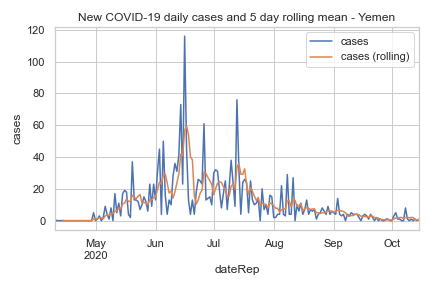 New COVID-19 daily cases and 5 day rolling mean - Yemen
120
100
80
60
40
20
0
cases
cases
cases (rolling)
May
2020
Jun
Jul
Aug
Sep
Oct
dateRep